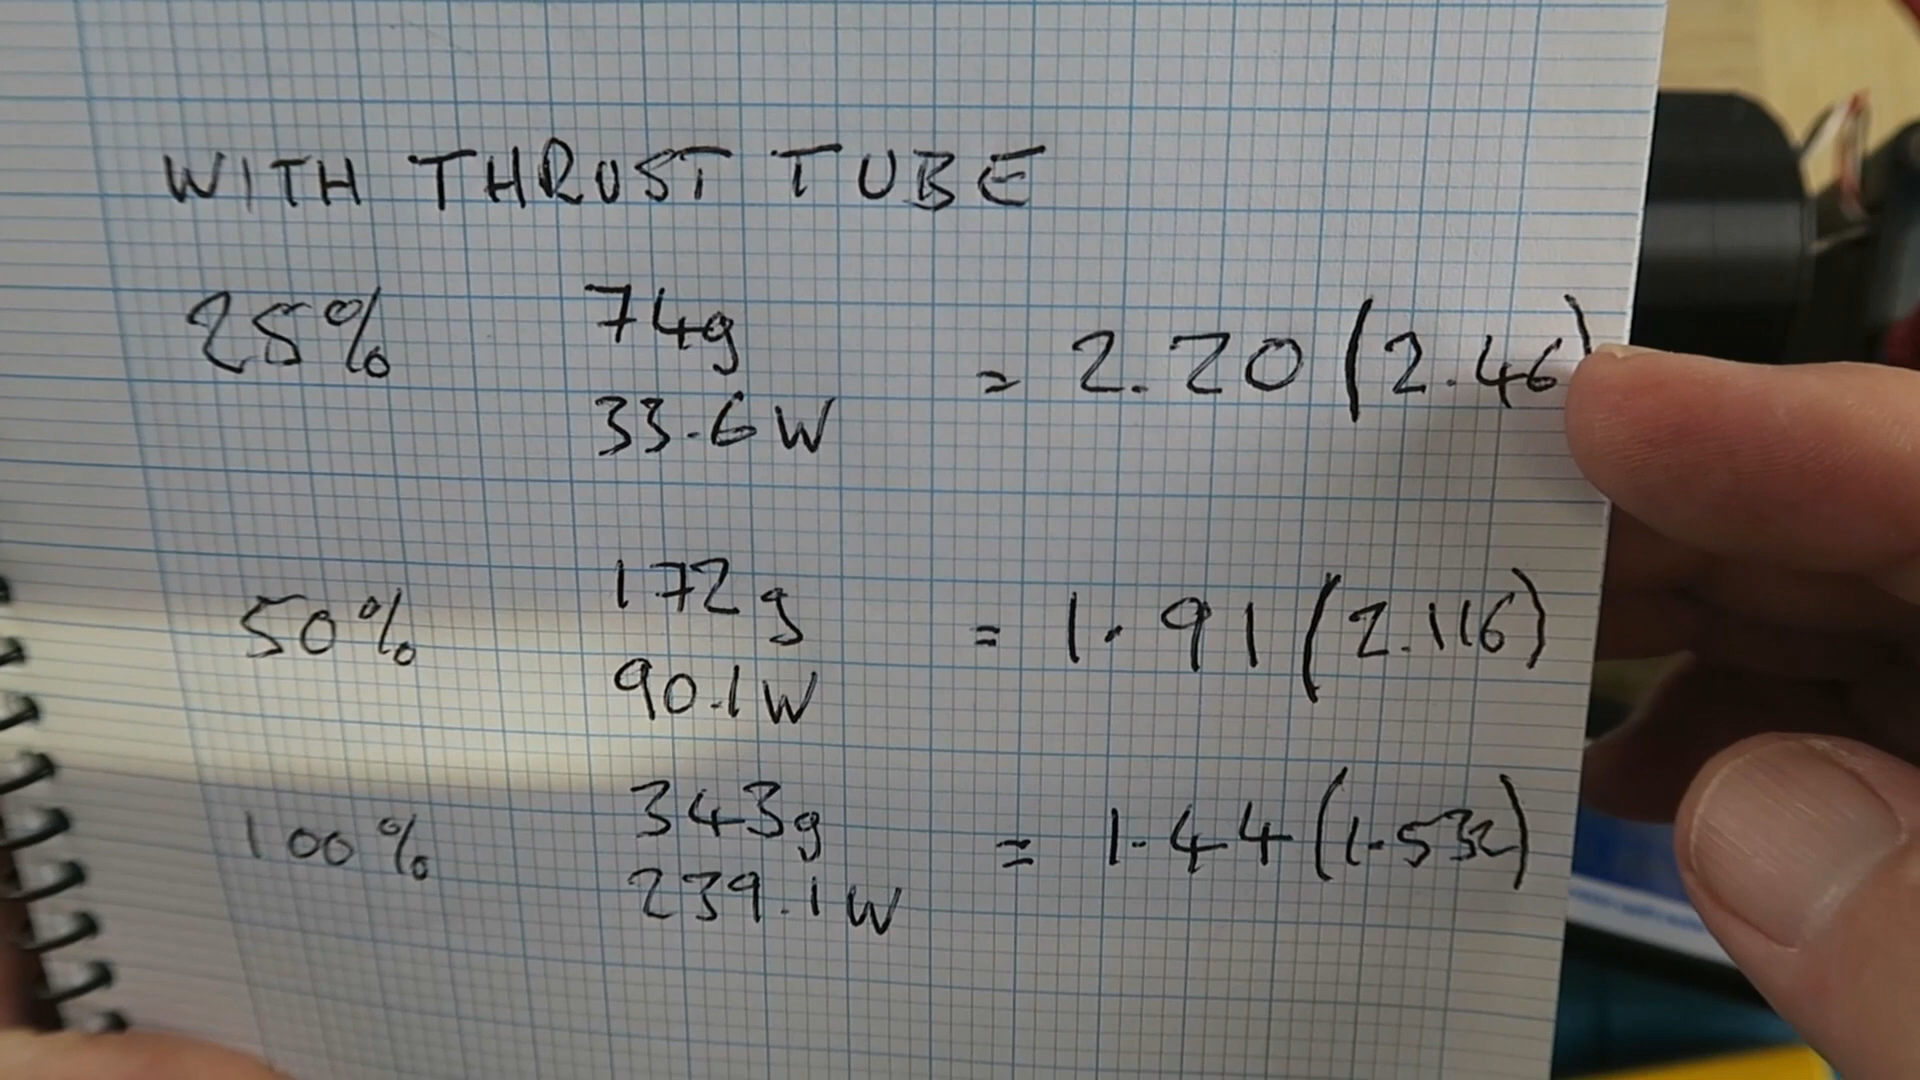 WITH THRUST TUBE
25% 74g = 2.20 (2.46)
33.6W
50% 172g = 1.91 (2.116)
90.1W
100% 343g = 1.44 (1.532)
239.1W